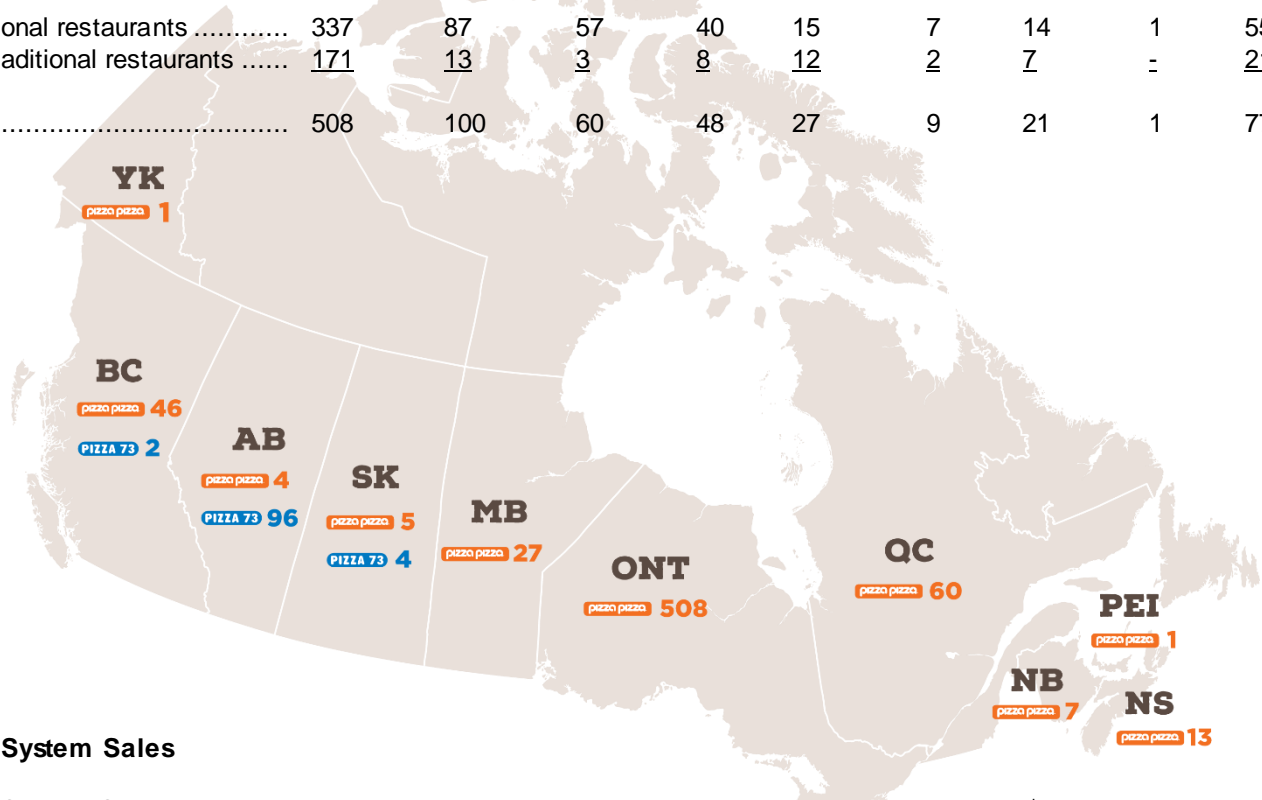 onal restaurants ............ 337 87 57 40 15 7 14 1
aditional restaurants ...... 171 13 3 8 12 2 7 -
.................................... 508 100 60 48 27 9 21 1
YK
pizza pizza 1
BC
pizza pizza 46
PIZZA 73 2
AB
pizza pizza 4
PIZZA 73 96
SK
pizza pizza 5
PIZZA 73 4
MB
pizza pizza 27
ONT
pizza pizza 508
QC
pizza pizza 60
PEI
pizza pizza 1
NB
pizza pizza 7
NS
pizza pizza 13
System Sales